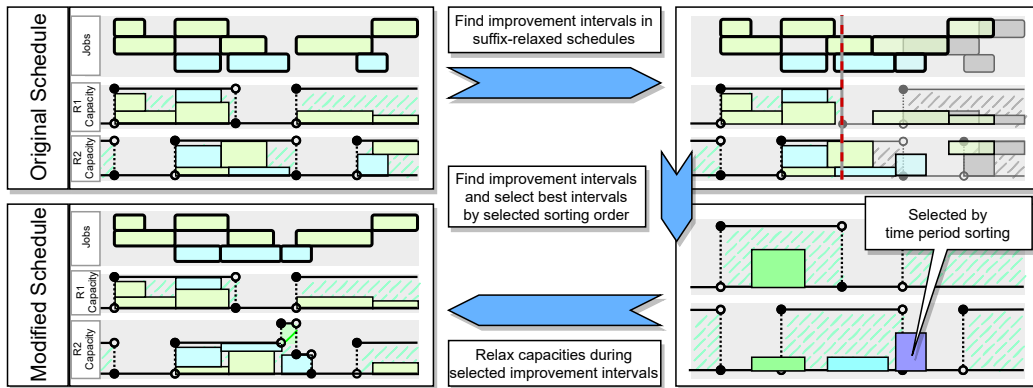 Original Schedule
Jobs
R1
Capacity
R2
Capacity
Find improvement intervals in
suffix-relaxed schedules
Find improvement intervals
and select best intervals
by selected sorting order
Selected by
time period sorting
Modified Schedule
Jobs
R1
Capacity
R2
Capacity
Relax capacities during
selected improvement intervals